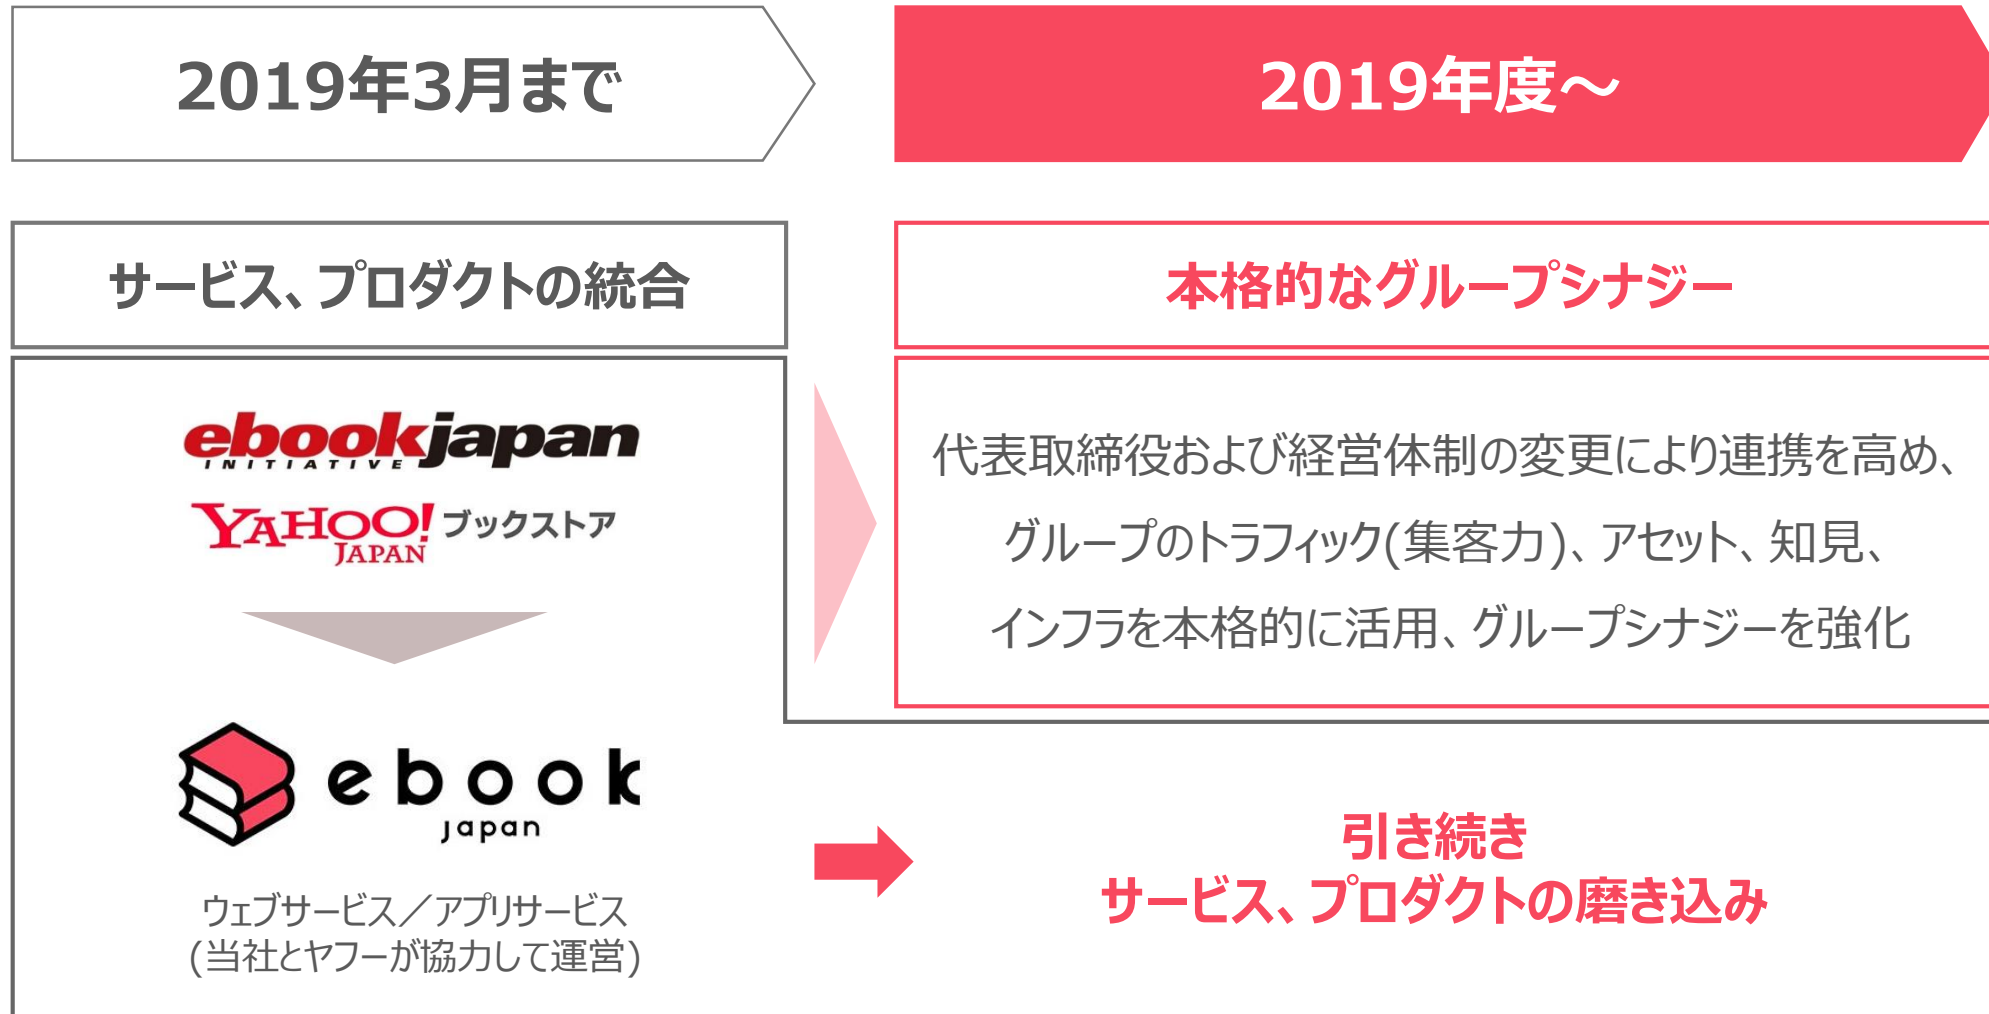 2019年3月まで
2019年度～
サービス、プロダクトの統合
本格的なグループシナジー
ebookjapan
INITIATIVE
YAHOO! ブックストア
JAPAN
代表取締役および経営体制の変更により連携を高め、
グループのトラフィック(集客力)、アセット、知見、
インフラを本格的に活用、グループシナジーを強化
ebook
japan
ウェブサービス／アプリサービス
(当社とヤフーが協力して運営)
引き続き
サービス、プロダクトの磨き込み